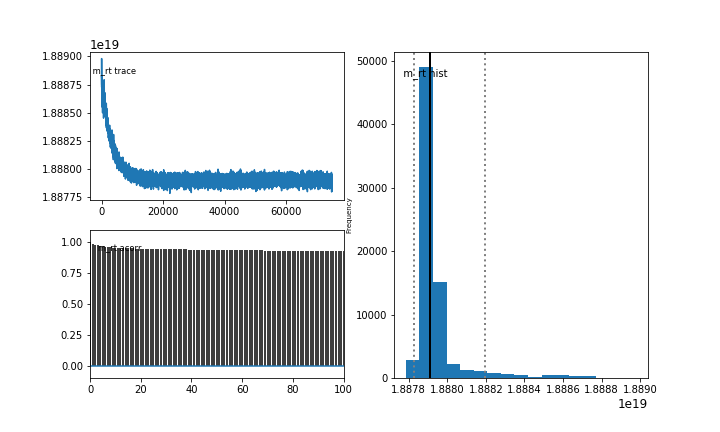 1e19
1.88900
1.88875
1.88850
1.88825
1.88800
1.88775
m_rt trace
0 20000 40000 60000
1.00
0.75
0.50
0.25
0.00
m_rt acorr
0 20 40 60 80 100
Frequency
50000
40000
30000
20000
10000
0
m_rt hist
1.8878 1.8880 1.8882 1.8884 1.8886 1.8888 1.8890
1e19